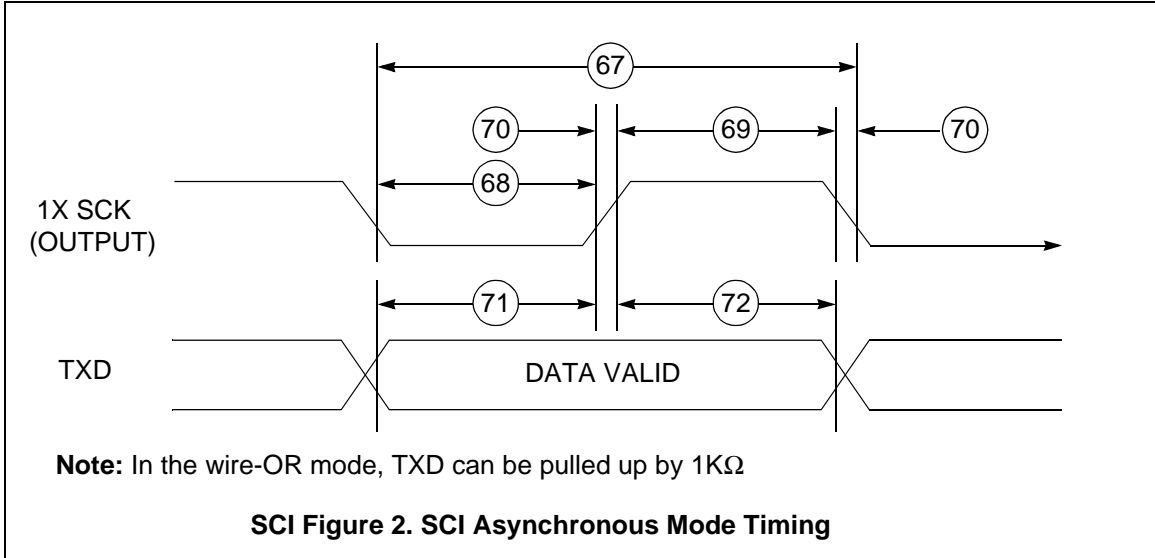 67
70
69
70
68
1X SCK
(OUTPUT)
71
72
TXD
DATA VALID
Note: In the wire-OR mode, TXD can be pulled up by 1KΩ
SCI Figure 2. SCI Asynchronous Mode Timing